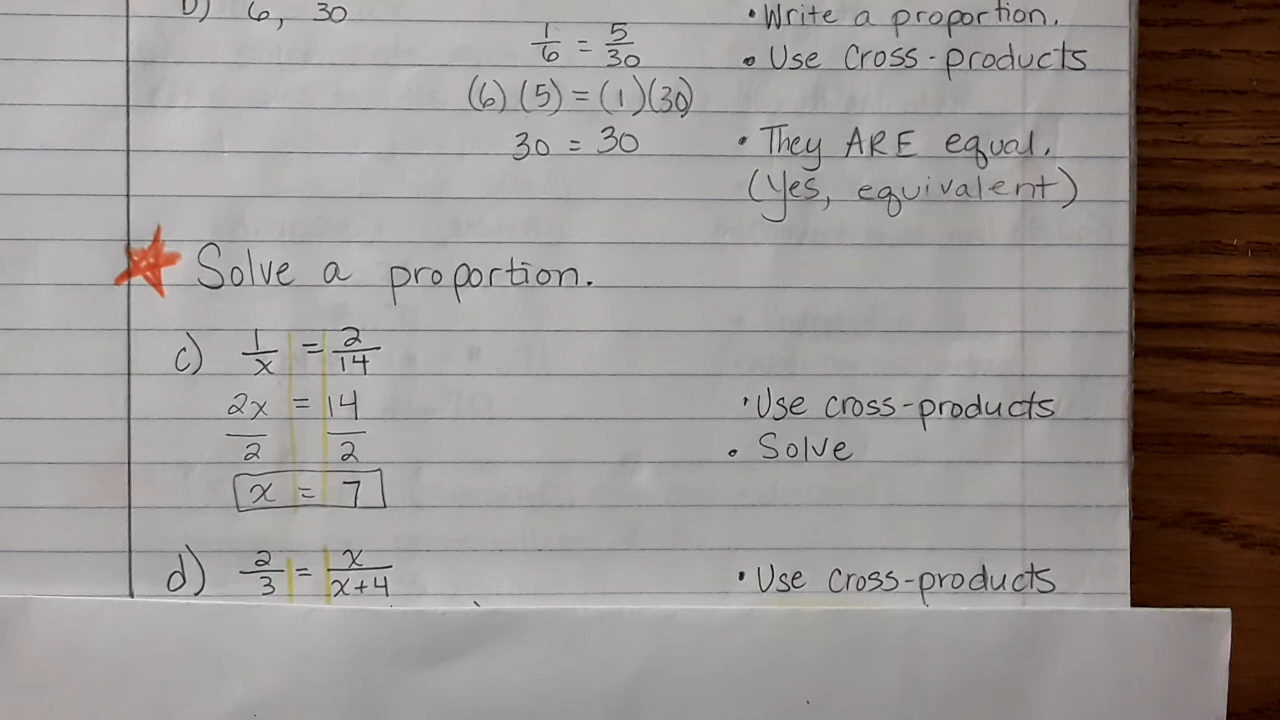 b) 6, 30
• Write a proportion.
1/6 = 5/30
• Use cross-products
(6)(5) = (1)(30)
30 = 30
• They ARE equal.
(Yes, equivalent)
Solve a proportion.
c) 1/x = 2/14
2x = 14
• Use cross-products
2 2
• Solve
x = 7
d) 2/3 = x/x+4
• Use cross-products